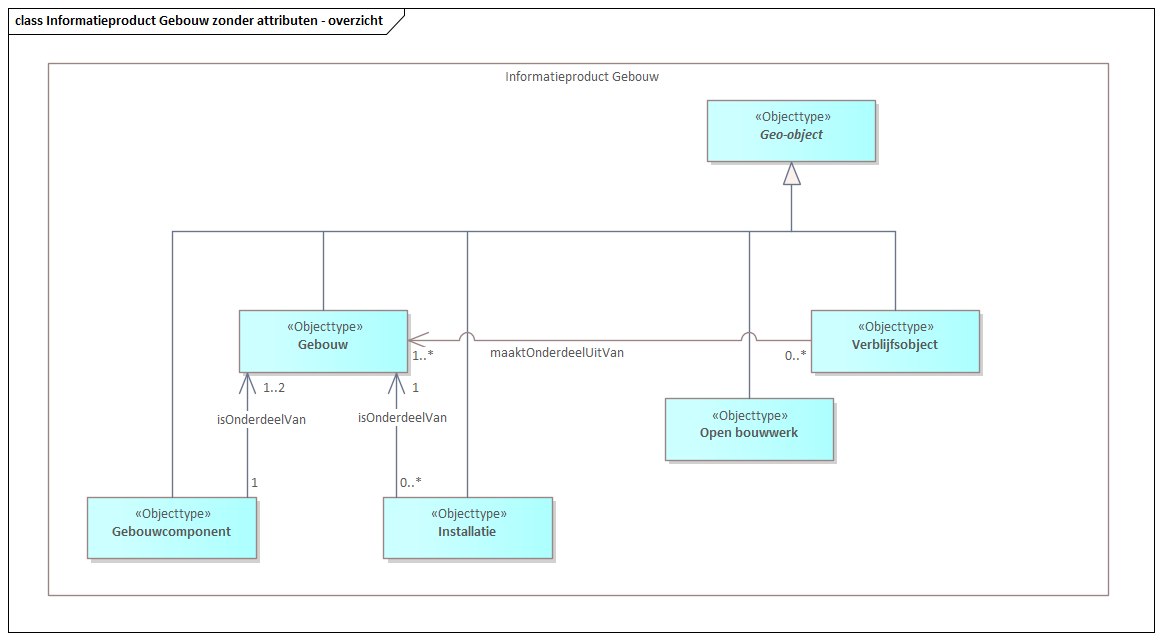 class Informatieproduct Gebouw zonder attributen - overzicht
Informatieproduct Gebouw
«Objecttype»
Geo-object
«Objecttype»
Gebouw
«Objecttype»
Verblijfsobject
1..*
maaktOnderdeelUitVan
0..*
1..2
1
isOnderdeelVan
isOnderdeelVan
«Objecttype»
Open bouwwerk
1
0..*
«Objecttype»
Gebouwcomponent
«Objecttype»
Installatie